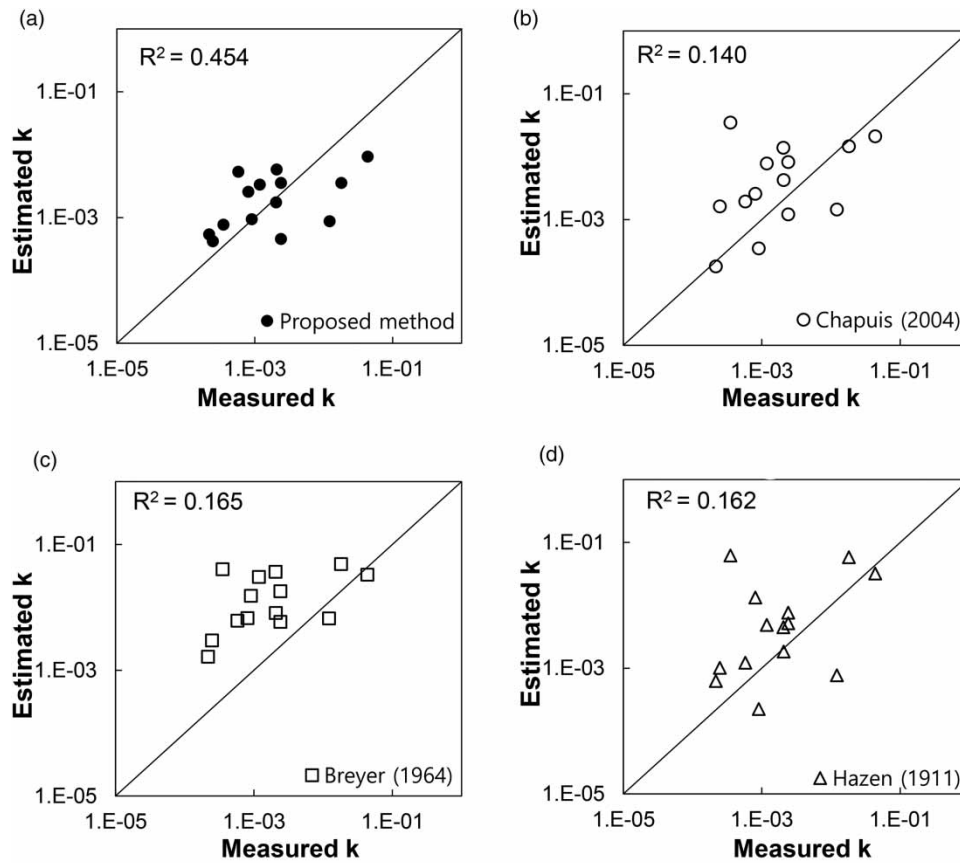 (a)
R² = 0.454
1.E-01
1.E-03
1.E-05
Estimated k
Proposed method
1.E-05 1.E-03 1.E-01
Measured k
(b)
R² = 0.140
1.E-01
1.E-03
1.E-05
Estimated k
Chapuis (2004)
1.E-05 1.E-03 1.E-01
Measured k
(c)
R² = 0.165
1.E-01
1.E-03
1.E-05
Estimated k
Breyer (1964)
1.E-05 1.E-03 1.E-01
Measured k
(d)
R² = 0.162
1.E-01
1.E-03
1.E-05
Estimated k
Hazen (1911)
1.E-05 1.E-03 1.E-01
Measured k